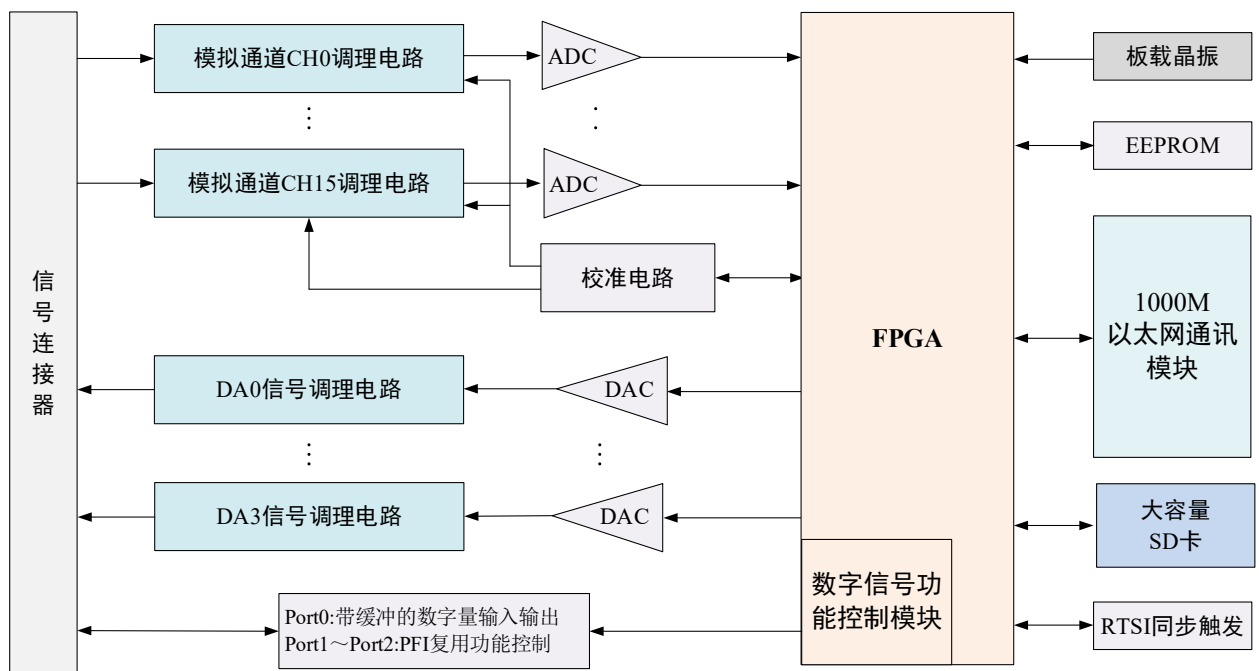 信
号
连
接
器
模拟通道CH0调理电路
ADC
模拟通道CH15调理电路
ADC
校准电路
DA0信号调理电路
DAC
DA3信号调理电路
DAC
Port0:带缓冲的数字量输入输出
Port1～Port2:PFI复用功能控制
FPGA
数字信号功
能控制模块
板载晶振
EEPROM
1000M
以太网通讯
模块
大容量
SD卡
RTSI同步触发